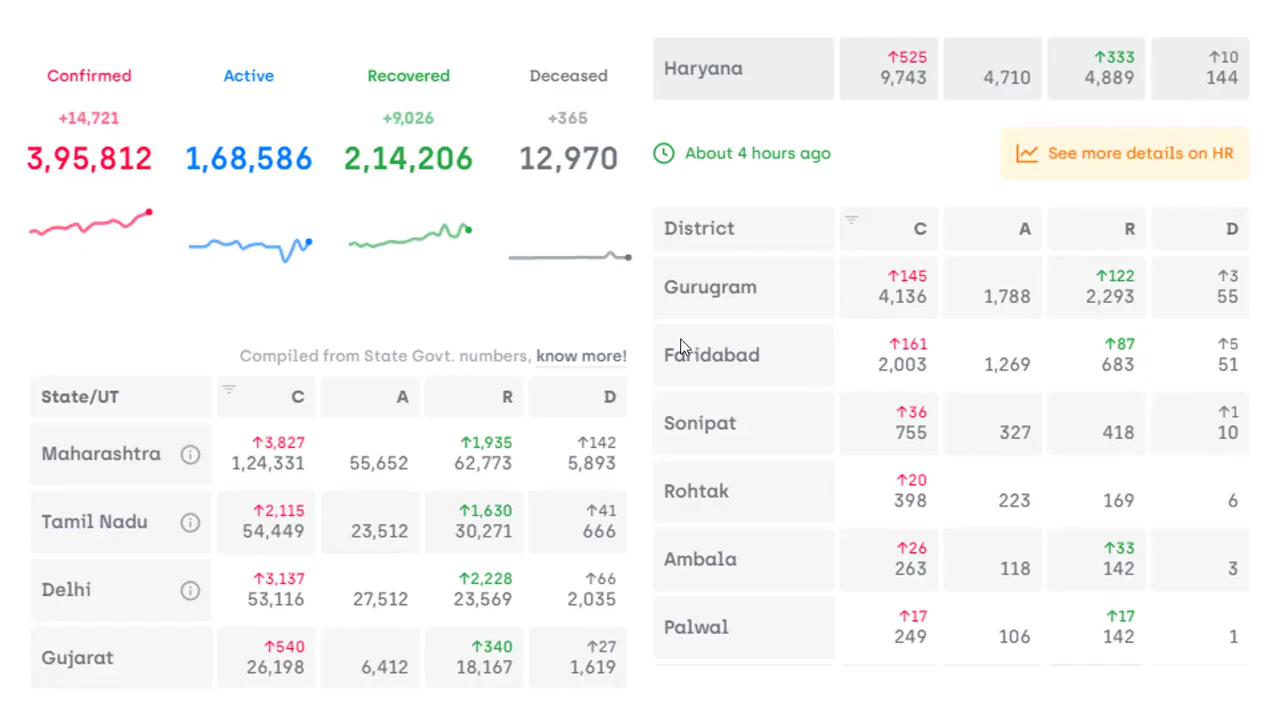 Confirmed Active Recovered Deceased
+14,721 +9,026 +365
3,95,812 1,68,586 2,14,206 12,970
Compiled from State Govt. numbers, know more!
State/UT C A R D
↑3,827 ↑1,935 ↑142
Maharashtra 1,24,331 55,652 62,773 5,893
↑2,115 ↑1,630 ↑41
Tamil Nadu 54,449 23,512 30,271 666
↑3,137 ↑2,228 ↑66
Delhi 53,116 27,512 23,569 2,035
↑540 ↑340 ↑27
Gujarat 26,198 6,412 18,167 1,619
↑525 ↑333 ↑10
Haryana 9,743 4,710 4,889 144
About 4 hours ago See more details on HR
District C A R D
↑145 ↑122 ↑3
Gurugram 4,136 1,788 2,293 55
↑161 ↑87 ↑5
Faridabad 2,003 1,269 683 51
↑36 ↑1
Sonipat 755 327 418 10
↑20
Rohtak 398 223 169 6
↑26 ↑33
Ambala 263 118 142 3
↑17 ↑17
Palwal 249 106 142 1